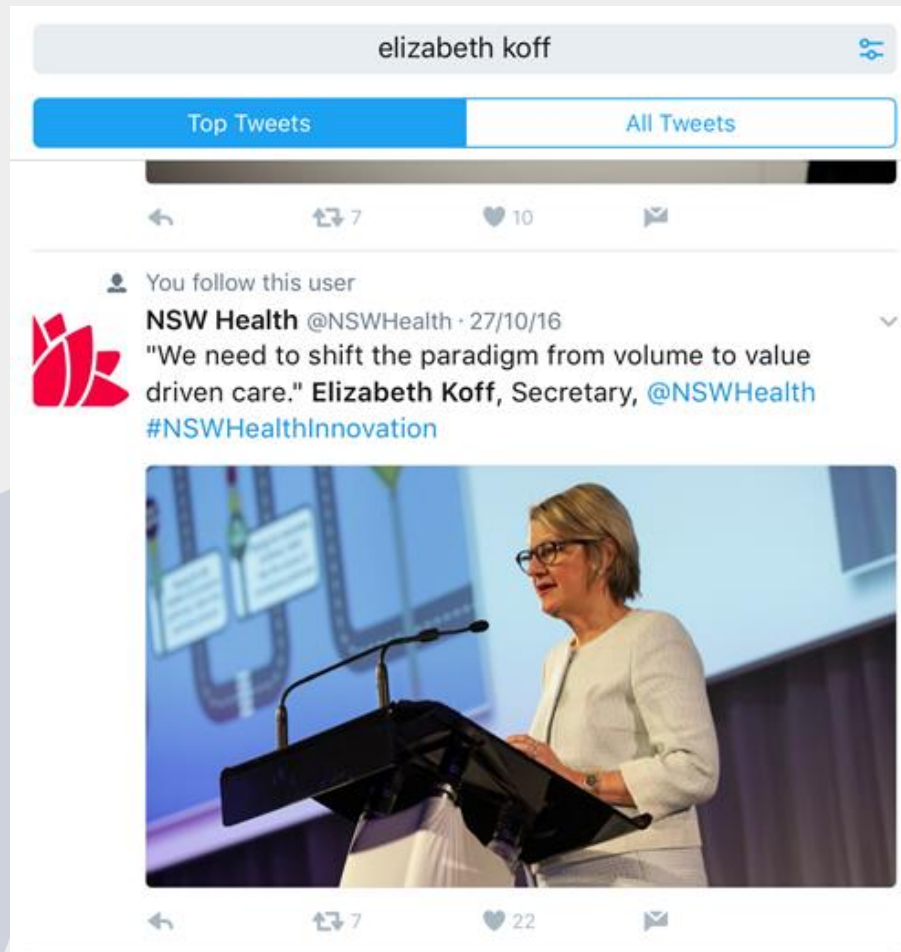 elizabeth koff
Top Tweets
All Tweets
7
10
You follow this user
NSW Health @NSWHealth · 27/10/16
"We need to shift the paradigm from volume to value
driven care." Elizabeth Koff, Secretary, @NSWHealth
#NSWHealthInnovation
7
22